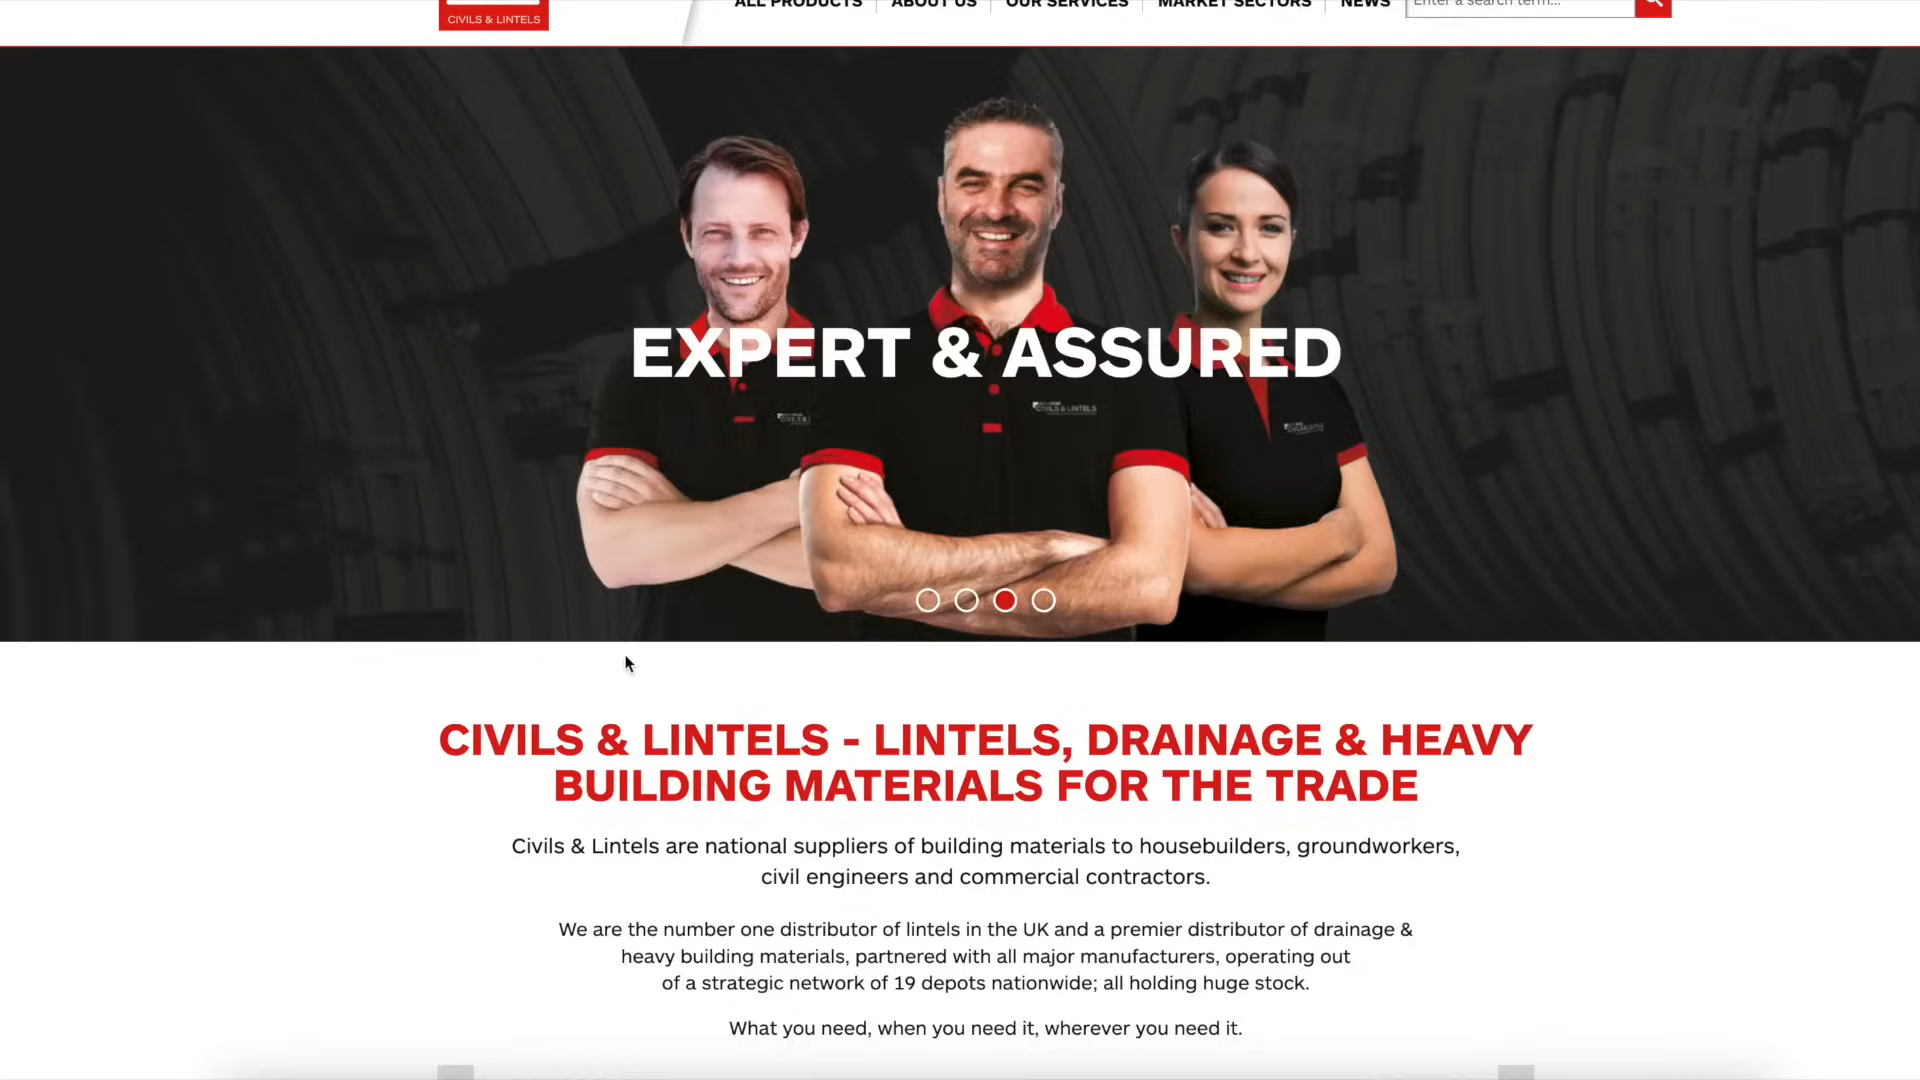 CIVILS & LINTELS
ALL PRODUCTS
ABOUT US
OUR SERVICES
MARKET SECTORS
NEWS
Enter a search term...
EXPERT & ASSURED
CIVILS & LINTELS
CIVILS & LINTELS - LINTELS, DRAINAGE & HEAVY
BUILDING MATERIALS FOR THE TRADE
Civils & Lintels are national suppliers of building materials to housebuilders, groundworkers,
civil engineers and commercial contractors.
We are the number one distributor of lintels in the UK and a premier distributor of drainage &
heavy building materials, partnered with all major manufacturers, operating out
of a strategic network of 19 depots nationwide; all holding huge stock.
What you need, when you need it, wherever you need it.